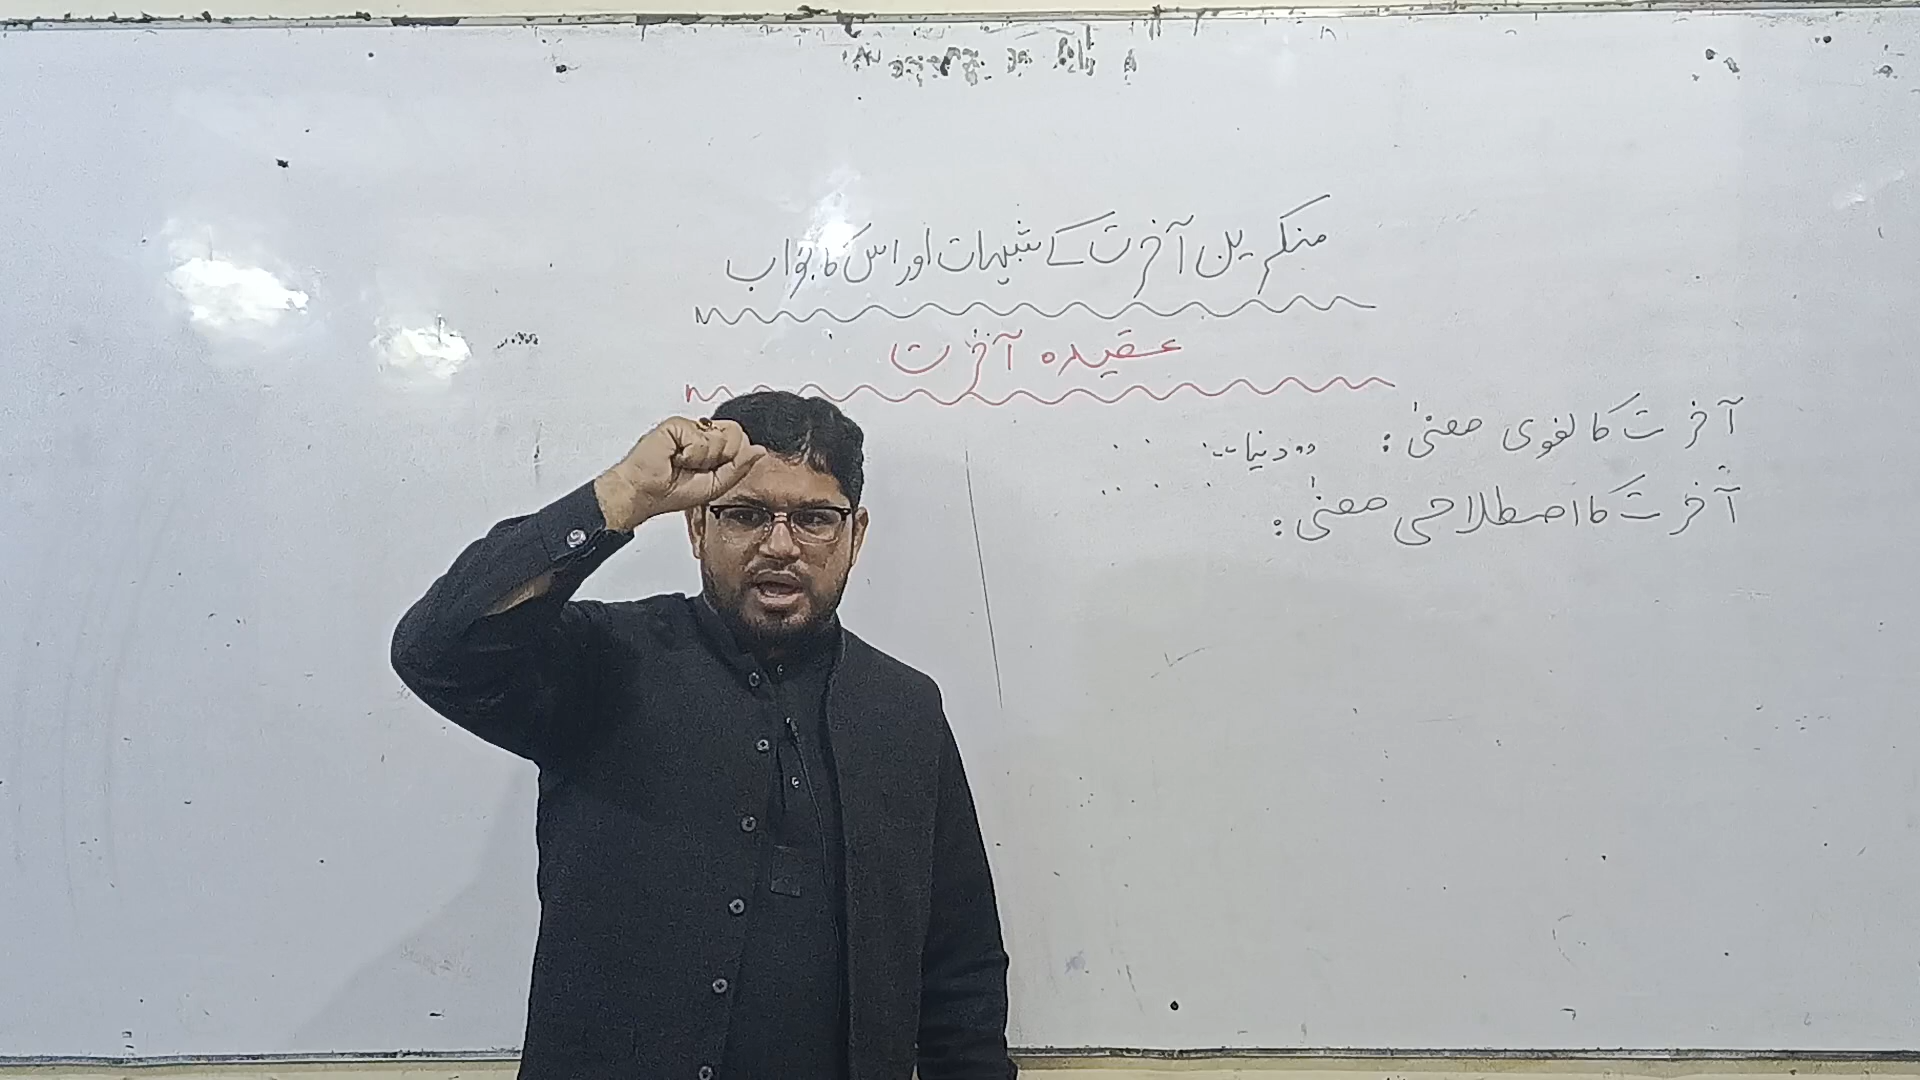 منکرین آخرت کے شبہات اور اس کا جواب
عقیدہ آخرت
آخرت کا لغوی معنیٰ: دنیا
آخرت کا اصطلاحی معنیٰ: